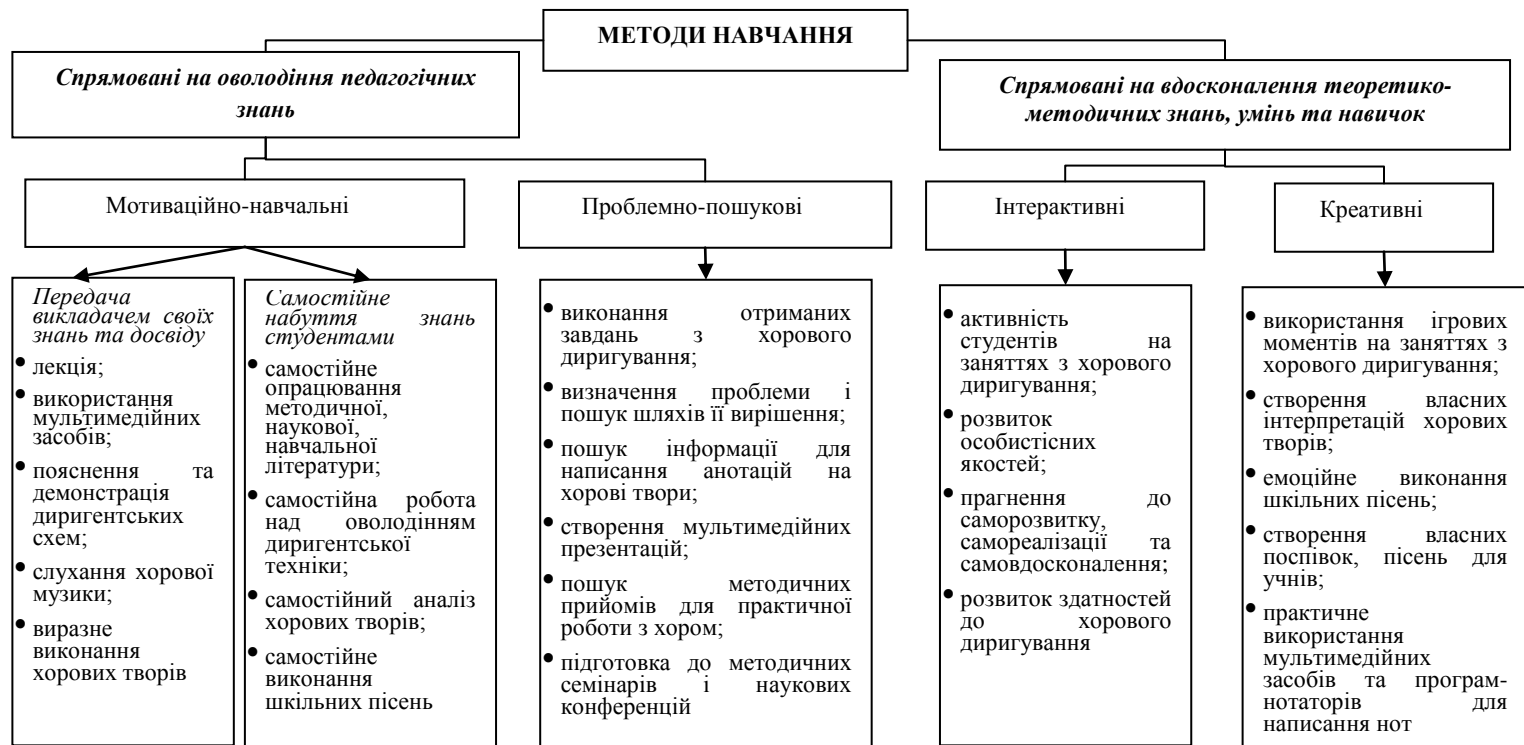 МЕТОДИ НАВЧАННЯ
Спрямовані на оволодіння педагогічних
знань
Спрямовані на вдосконалення теоретико-
методичних знань, умінь та навичок
Мотиваційно-навчальні
Проблемно-пошукові
Інтерактивні
Креативні
Передача
викладачем своїх
знань та досвіду
• лекція;
• використання
мультимедійних
засобів;
• пояснення та
демонстрація
диригентських
схем;
• слухання хорової
музики;
• виразне
виконання
хорових творів
Самостійне
набуття знань
студентами
• самостійне
опрацювання
методичної,
наукової,
навчальної
літератури;
• самостійна робота
над оволодінням
диригентської
техніки;
• самостійний аналіз
хорових творів;
• самостійне
виконання
шкільних пісень
• виконання отриманих
завдань з хорового
диригування;
• визначення проблеми і
пошук шляхів її вирішення;
• пошук інформації для
написання анотацій на
хорові твори;
• створення мультимедійних
презентацій;
• пошук методичних
прийомів для практичної
роботи з хором;
• підготовка до методичних
семінарів і наукових
конференцій
• активність
студентів на
заняттях з хорового
диригування;
• розвиток
особистісних
якостей;
• прагнення до
саморозвитку,
самореалізації та
самовдосконалення;
• розвиток здатностей
до хорового
диригування
• використання ігрових
моментів на заняттях з
хорового диригування;
• створення власних
інтерпретацій хорових
творів;
• емоційне виконання
шкільних пісень;
• створення власних
поспівок, пісень для
учнів;
• практичне
використання
мультимедійних
засобів та програм-
нотаторів для
написання нот